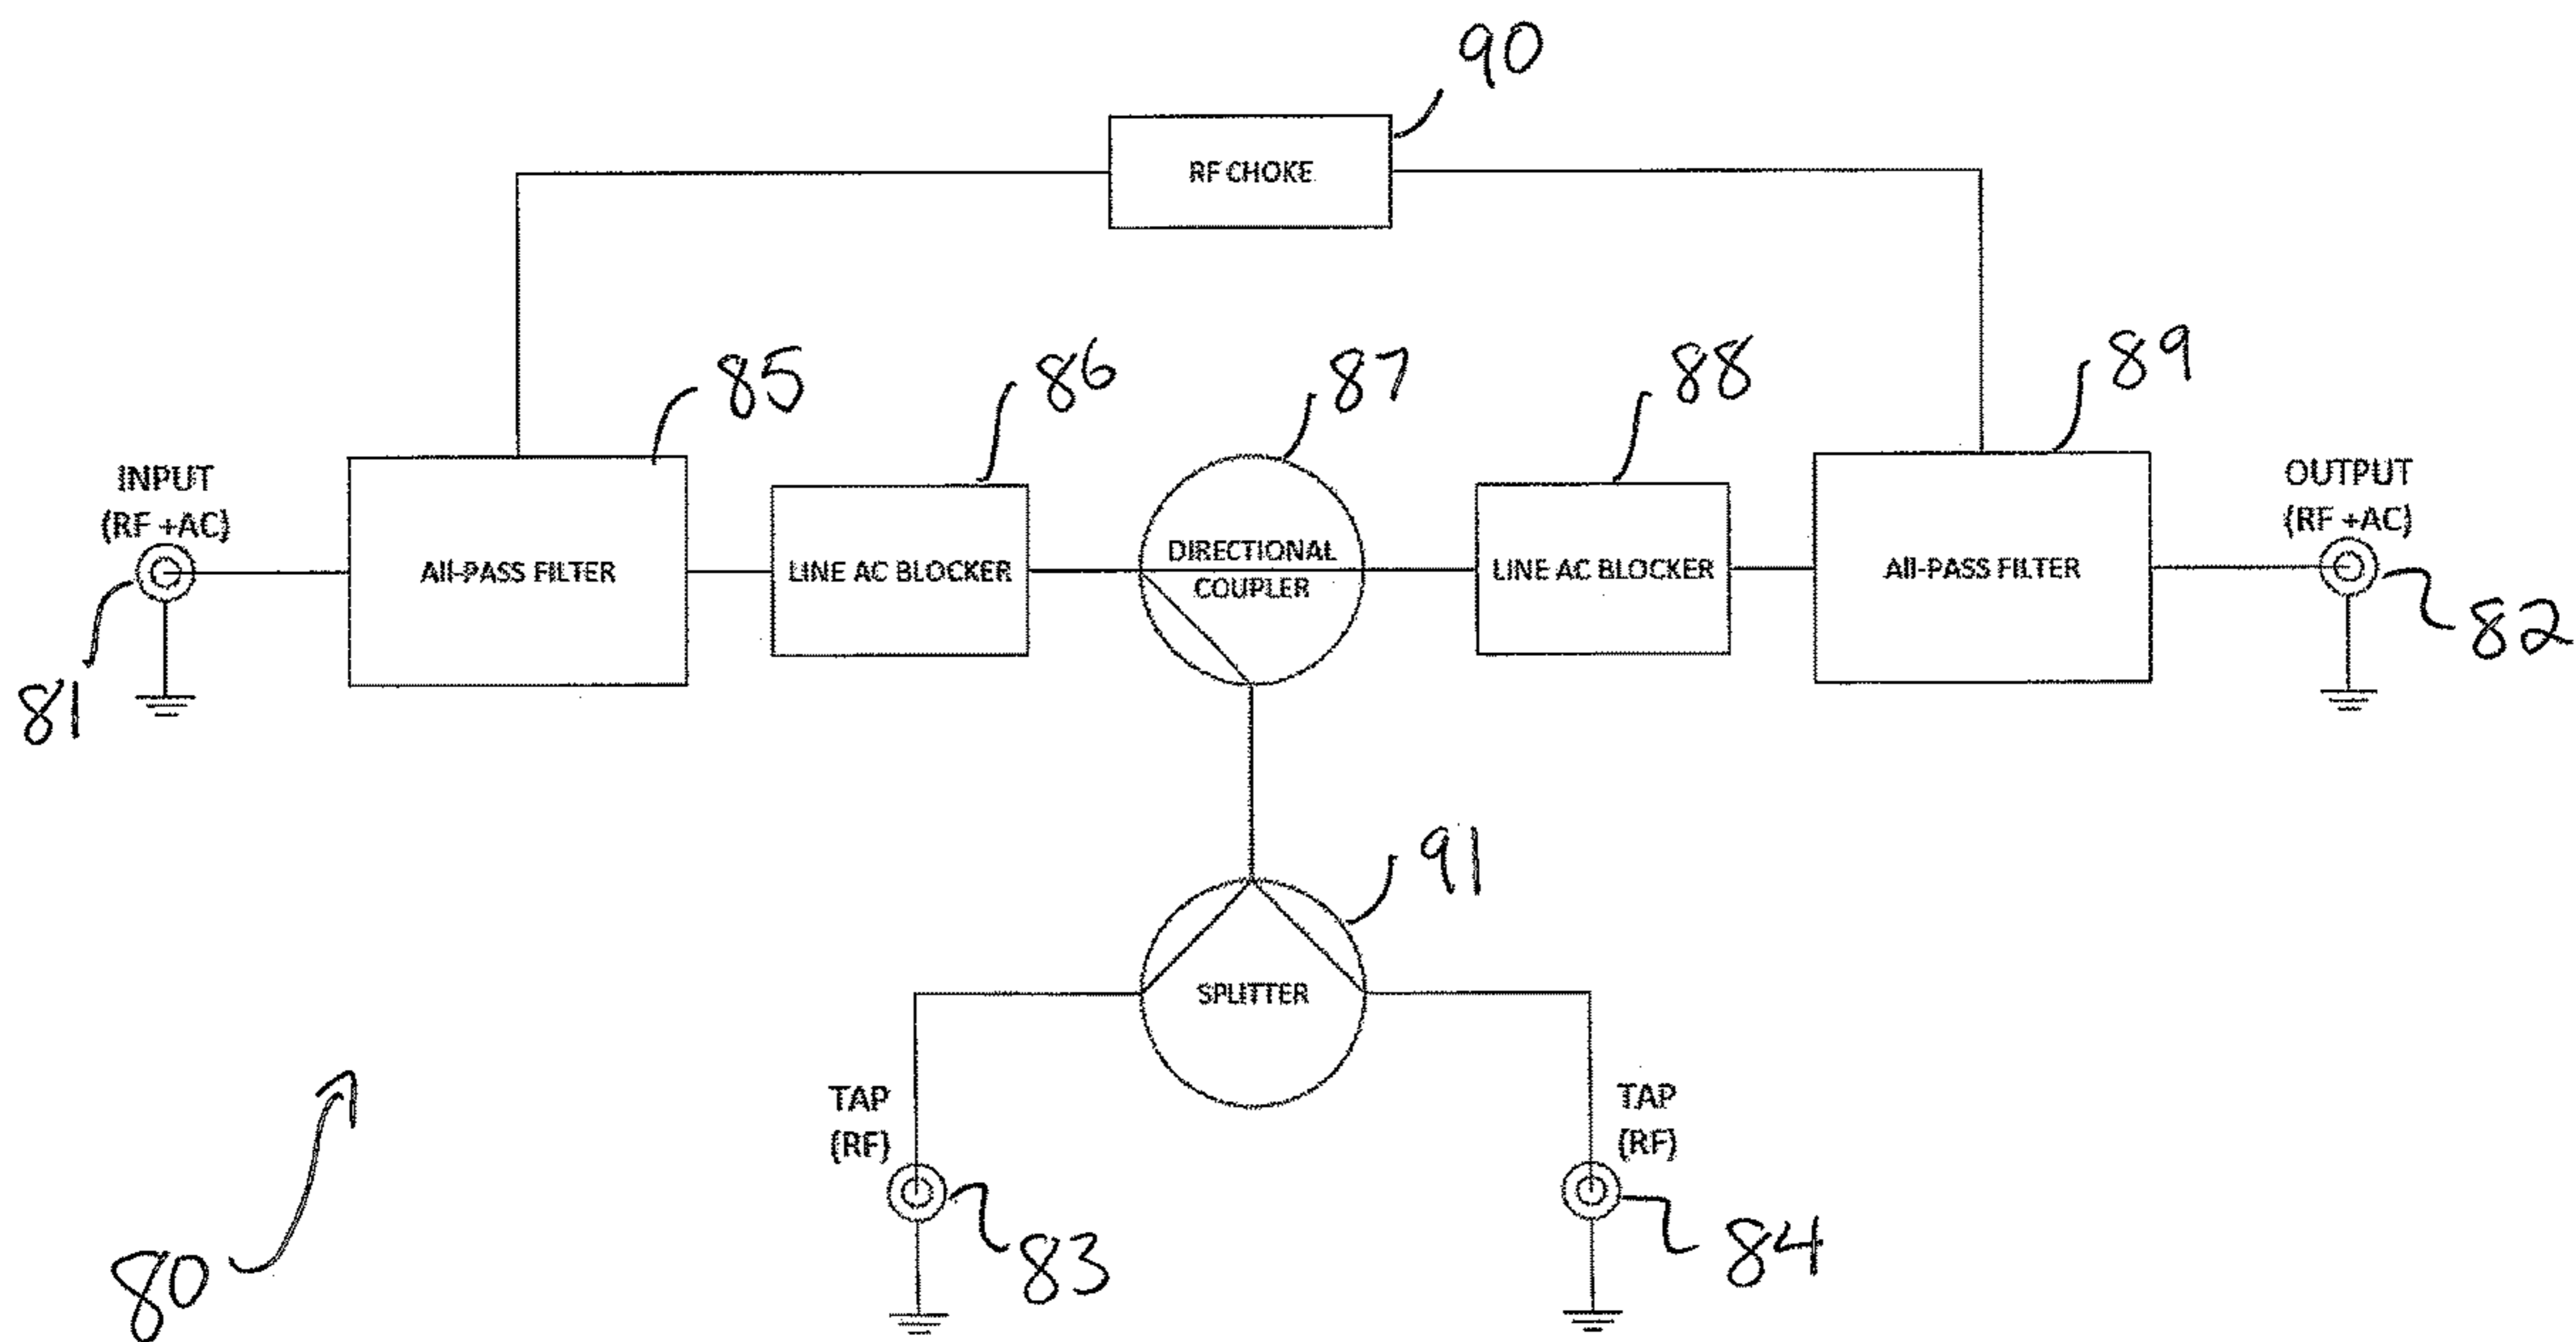 90
RF CHOKE
85
86
87
88
89
INPUT
(RF +AC)
All-PASS FILTER
LINE AC BLOCKER
DIRECTIONAL
COUPLER
LINE AC BLOCKER
All-PASS FILTER
OUTPUT
(RF +AC)
81
82
91
SPLITTER
TAP
(RF)
TAP
(RF)
83
84
80